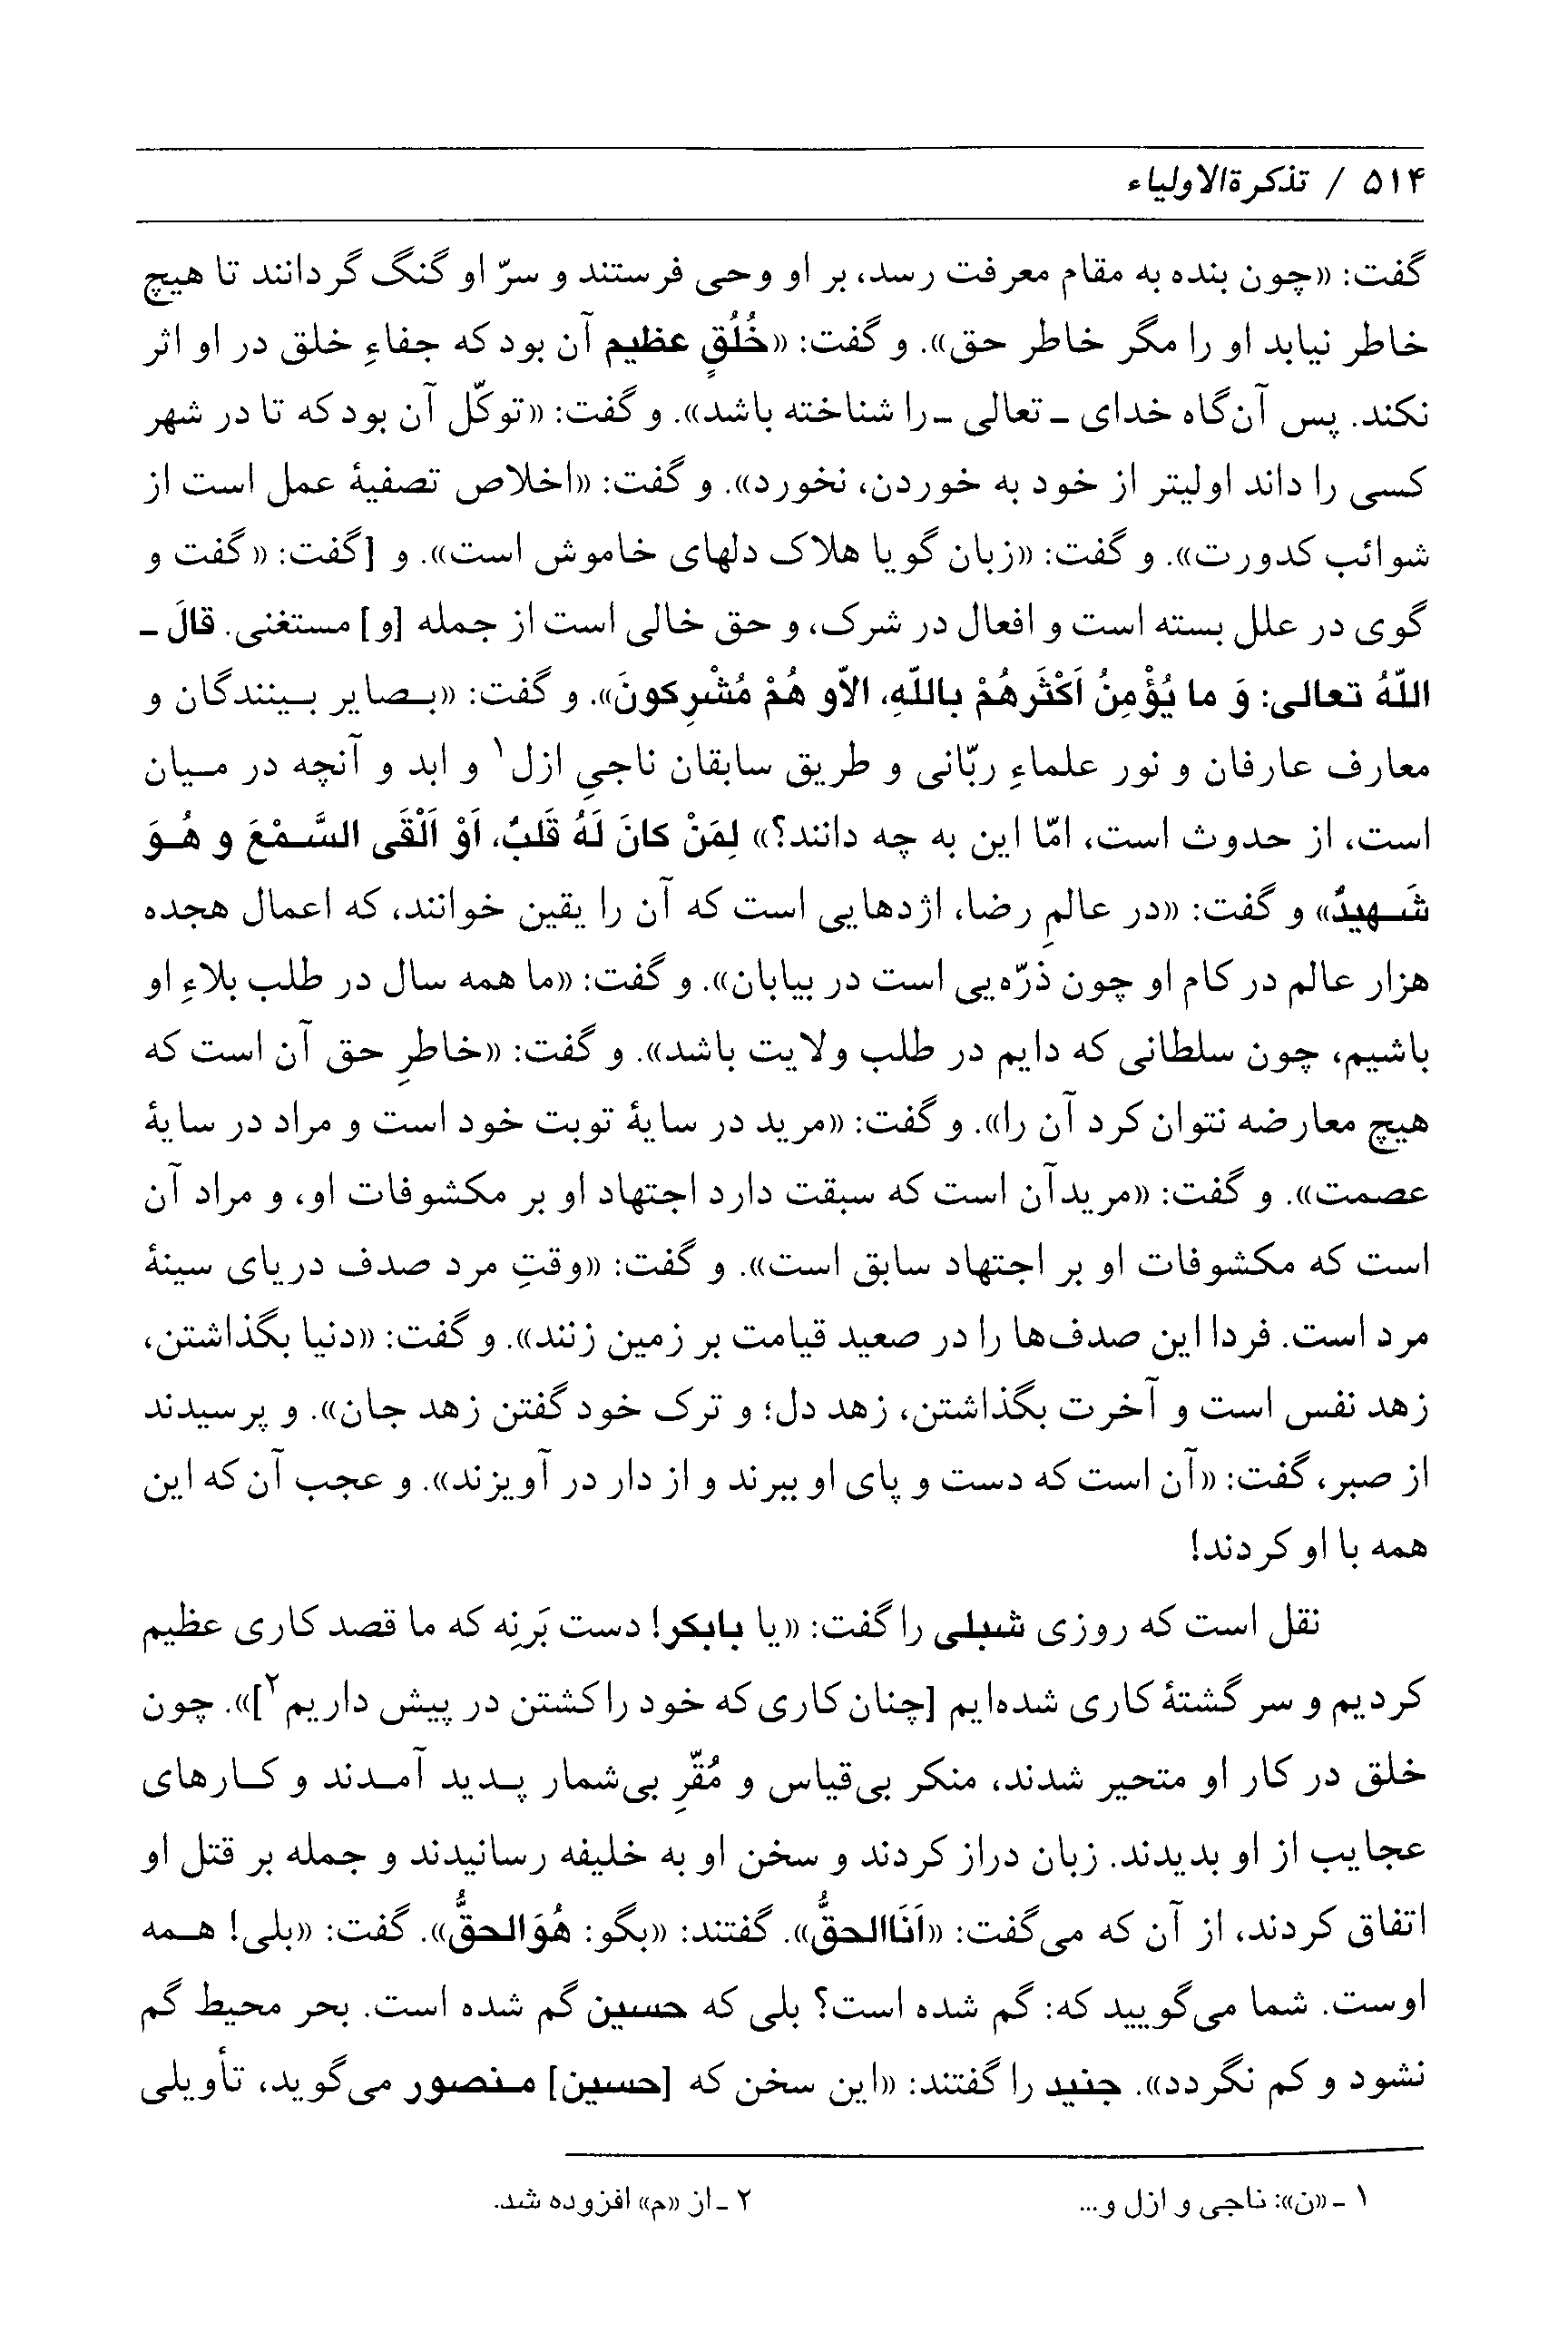 ۵۱۴ / تذکرةالاولیاء
گفت: «چون بنده به مقام معرفت رسد، بر او وحی فرستند و سرّ او گنگ گردانند تا هیچ
خاطر نیابد او را مگر خاطر حق». و گفت: «خُلُقٍ عظیم آن بود که جفاءِ خلق در او اثر
نکند. پس آن‌گاه خدای ـ تعالی ـ را شناخته باشد». و گفت: «توکّل آن بود که تا در شهر
کسی را داند اولیتر از خود به خوردن، نخورد». و گفت: «اخلاص تصفیهٔ عمل است از
شوائب کدورت». و گفت: «زبان گویا هلاک دلهای خاموش است». و [گفت: «گفت و
گوی در علل بسته است و افعال در شرک، و حق خالی است از جمله [و] مستغنی. قالَ ـ
اللّهُ تعالی: وَ ما یُؤْمِنُ اَکْثَرهُمْ باللّهِ، الاّو هُمْ مُشْرِکونَ». و گفت: «بـصایر بـینندگان و
معارف عارفان و نور علماءِ ربّانی و طریق سابقان ناجیِ ازل۱ و ابد و آنچه در مـیان
است، از حدوث است، امّا این به چه دانند؟» لِمَنْ کانَ لَهُ قَلبٌ، اَوْ اَلْقَی السَّـمْعَ و هُـوَ
شَـهیدٌ» و گفت: «در عالمِ رضا، اژدهایی است که آن را یقین خوانند، که اعمال هجده
هزار عالم در کام او چون ذرّه‌یی است در بیابان». و گفت: «ما همه سال در طلب بلاءِ او
باشیم، چون سلطانی که دایم در طلب ولایت باشد». و گفت: «خاطرِ حق آن است که
هیچ معارضه نتوان کرد آن را». و گفت: «مرید در سایهٔ توبت خود است و مراد در سایهٔ
عصمت». و گفت: «مریدآن است که سبقت دارد اجتهاد او بر مکشوفات او، و مراد آن
است که مکشوفات او بر اجتهاد سابق است». و گفت: «وقتِ مرد صدف دریای سینهٔ
مرد است. فردا این صدف‌ها را در صعید قیامت بر زمین زنند». و گفت: «دنیا بگذاشتن،
زهد نفس است و آخرت بگذاشتن، زهد دل؛ و ترک خود گفتن زهد جان». و پرسیدند
از صبر، گفت: «آن است که دست و پای او ببرند و از دار در آویزند». و عجب آن که این
همه با او کردند!
نقل است که روزی شبلی را گفت: «یا بابکر! دست بَرنِه که ما قصد کاری عظیم
کردیم و سر گشتهٔ کاری شده‌ایم [چنان کاری که خود را کشتن در پیش داریم۲]». چون
خلق در کار او متحیر شدند، منکر بی‌قیاس و مُقّرِ بی‌شمار پـدید آمـدند و کـارهای
عجایب از او بدیدند. زبان دراز کردند و سخن او به خلیفه رسانیدند و جمله بر قتل او
اتفاق کردند، از آن که می‌گفت: «اَنَاالحقُّ». گفتند: «بگو: هُوَالحقُّ». گفت: «بلی! هـمه
اوست. شما می‌گویید که: گم شده است؟ بلی که حسین گم شده است. بحر محیط گم
نشود و کم نگردد». جنید را گفتند: «این سخن که [حسین] مـنصور می‌گوید، تأویلی
۱ ـ «ن»: ناجی و ازل و...
۲ ـ از «م» افزوده شد.